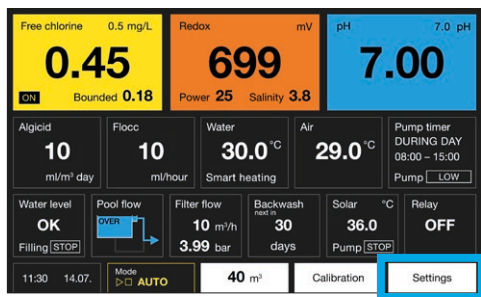 Free chlorine 0.5 mg/L
0.45
ON Bounded 0.18
Redox mV
699
Power 25 Salinity 3.8
pH 7.0 pH
7.00
Algicid
10
ml/m³ day
Flocc
10
ml/hour
Water
30.0 °C
Smart heating
Air
29.0 °C
Pump timer
DURING DAY
08:00 – 15:00
Pump LOW
Water level
OK
Filling STOP
Pool flow
OVER
Filter flow
10 m³/h
3.99 bar
Backwash
next in
30
days
Solar °C
36.0
Pump STOP
Relay
OFF
11:30 14.07.
Mode
AUTO
40 m³
Calibration
Settings